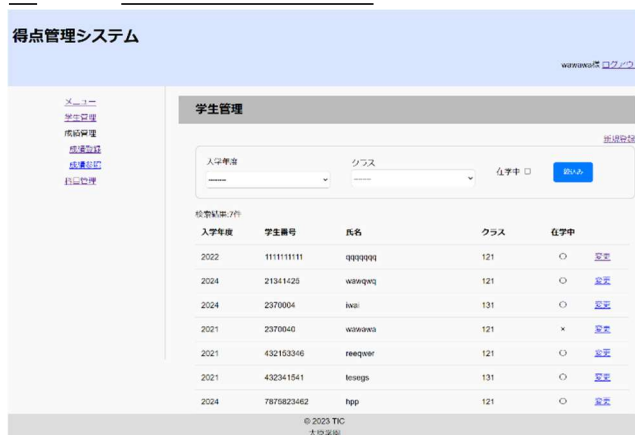 得点管理システム
wawawa様 ログアウト
メニュー
学生管理
成績管理
成績登録
成績参照
科目管理
学生管理
新規登録
入学年度
クラス
在学中
絞込み
--------
--------
検索結果:7件
入学年度 学生番号 氏名 クラス 在学中
2022 1111111111 qqqqqqq 121 ○ 変更
2024 21341425 wawqwq 121 ○ 変更
2024 2370004 iwai 131 ○ 変更
2021 2370040 wawawa 121 × 変更
2021 432153346 reeqwer 121 ○ 変更
2021 432341541 tesegs 131 ○ 変更
2024 7875823462 hpp 121 ○ 変更
© 2023 TIC
大原学園